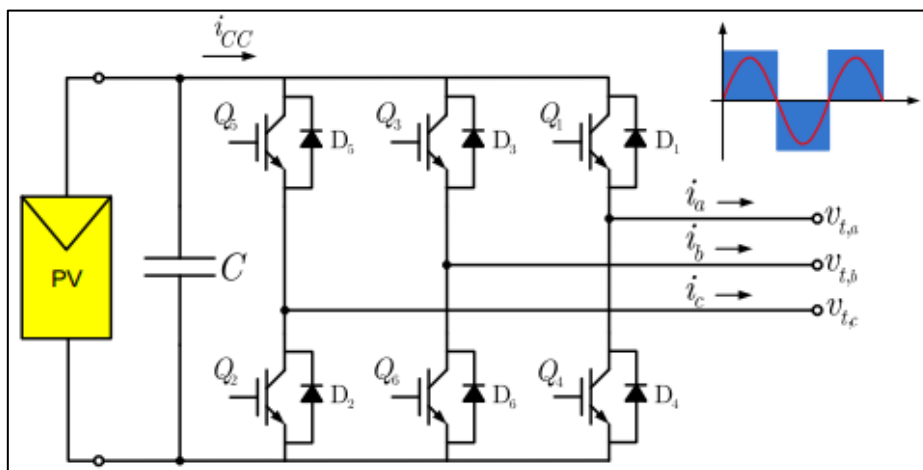 i_CC
Q5 D5 Q3 D3 Q1 D1
i_a v_t,a
i_b v_t,b
PV C i_c v_t,c
Q2 D2 Q6 D6 Q4 D4